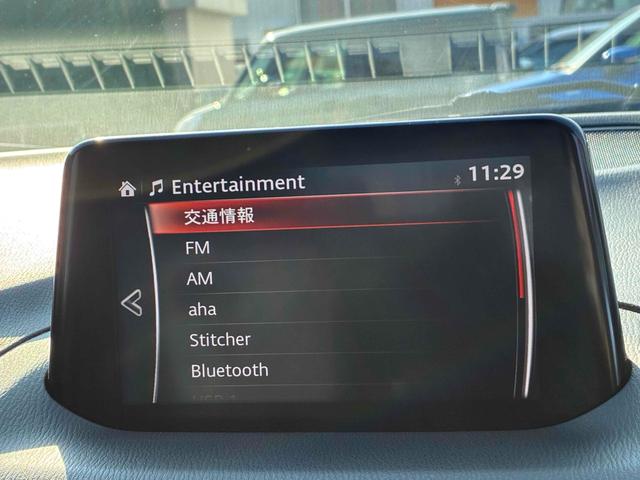 Entertainment
11:29
交通情報
FM
AM
aha
Stitcher
Bluetooth